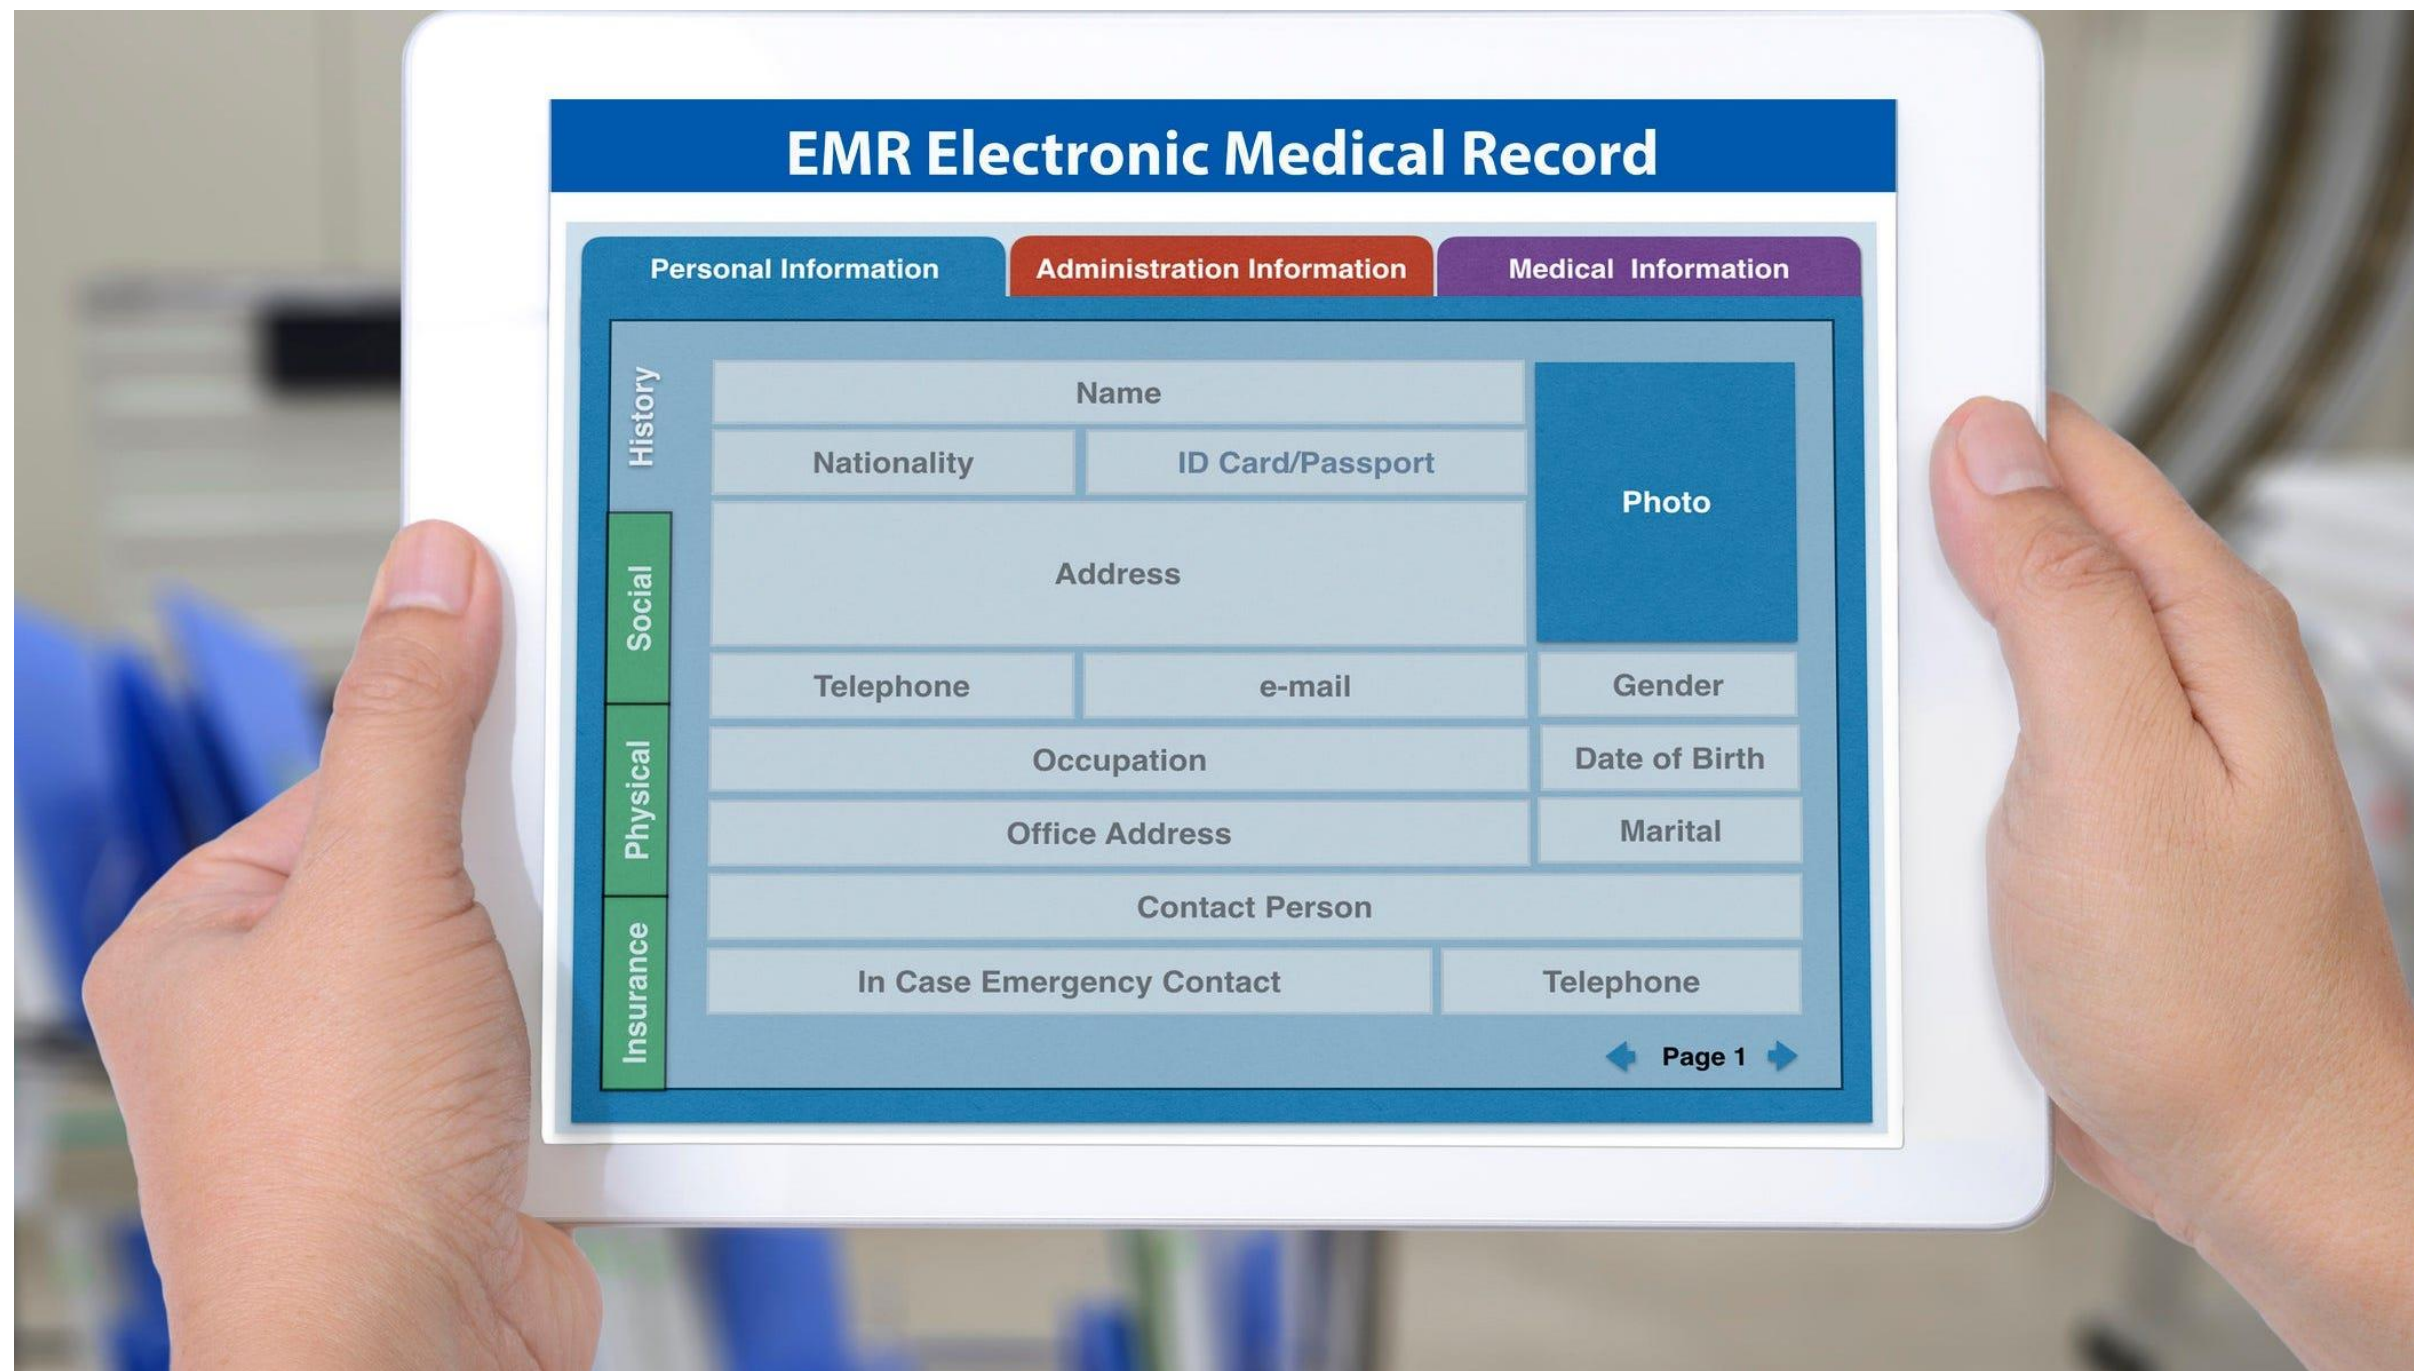 EMR Electronic Medical Record
Personal Information Administration Information Medical Information
History
Social
Physical
Insurance
Name
Nationality ID Card/Passport
Photo
Address
Telephone e-mail Gender
Occupation Date of Birth
Office Address Marital
Contact Person
In Case Emergency Contact Telephone
Page 1